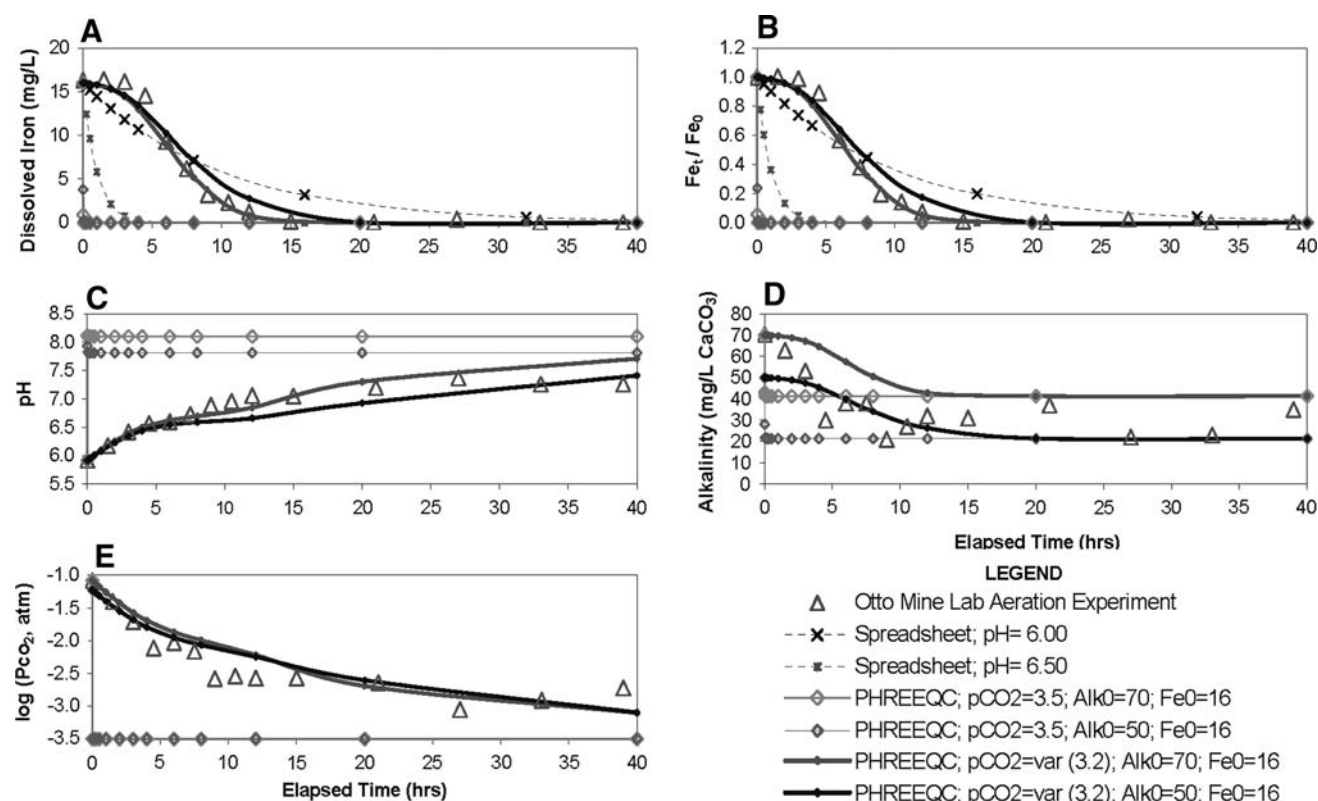 A
Dissolved Iron (mg/L)
20
15
10
5
0
0 5 10 15 20 25 30 35 40
B
Feₜ / Fe₀
1.2
1.0
0.8
0.6
0.4
0.2
0.0
0 5 10 15 20 25 30 35 40
C
pH
8.5
8.0
7.5
7.0
6.5
6.0
5.5
0 5 10 15 20 25 30 35 40
D
Alkalinity (mg/L CaCO₃)
80
70
60
50
40
30
20
10
0
0 5 10 15 20 25 30 35 40
Elapsed Time (hrs)
E
log (Pco₂, atm)
-1.0
-1.5
-2.0
-2.5
-3.0
-3.5
0 5 10 15 20 25 30 35 40
Elapsed Time (hrs)
LEGEND
Otto Mine Lab Aeration Experiment
Spreadsheet; pH= 6.00
Spreadsheet; pH= 6.50
PHREEQC; pCO2=3.5; Alk0=70; Fe0=16
PHREEQC; pCO2=3.5; Alk0=50; Fe0=16
PHREEQC; pCO2=var (3.2); Alk0=70; Fe0=16
PHREEQC; pCO2=var (3.2); Alk0=50; Fe0=16